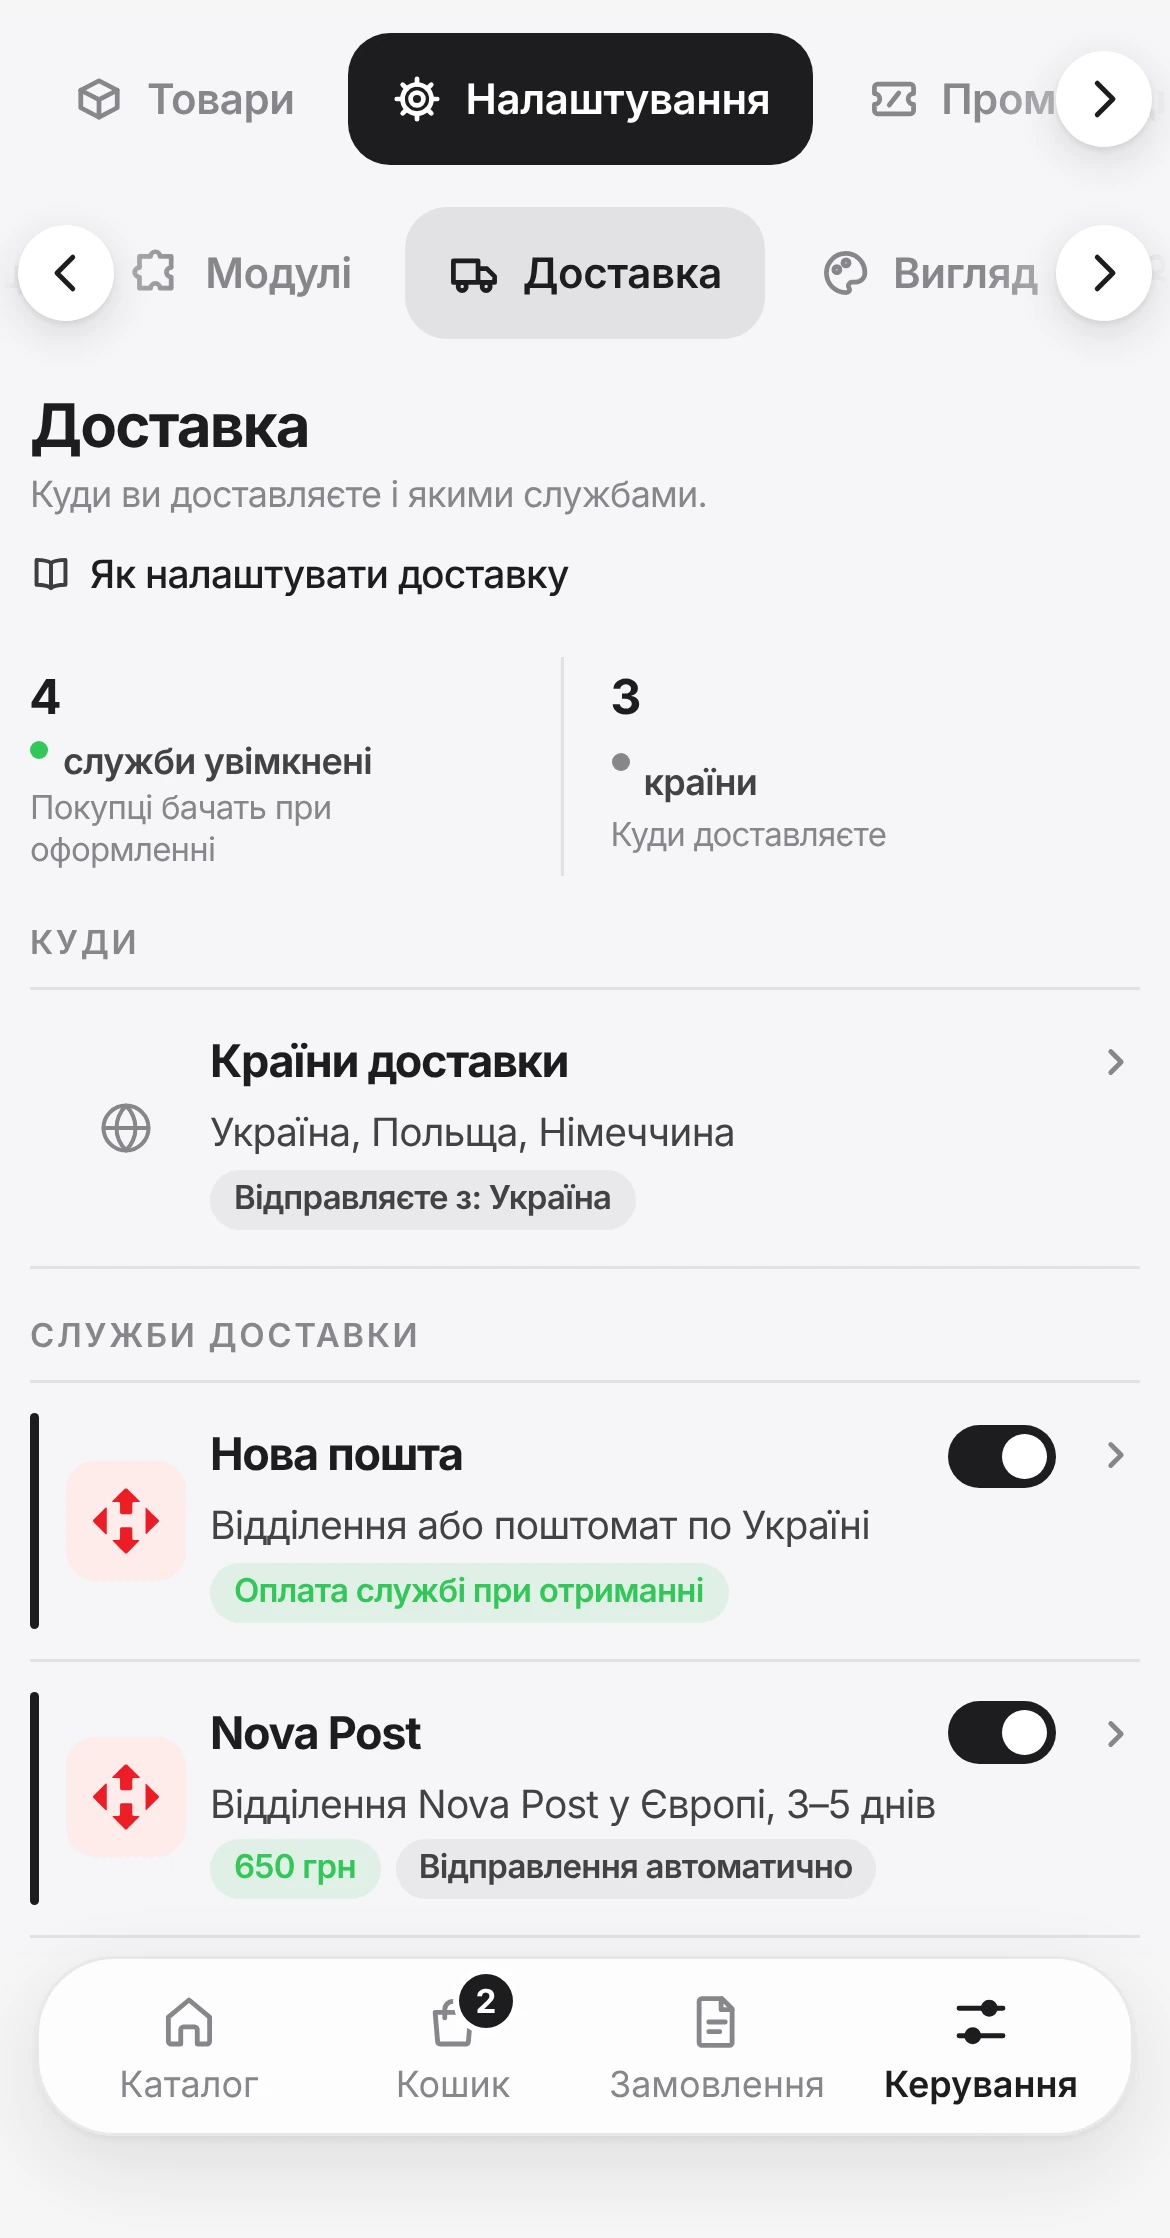 Товари
Налаштування
Пром
Модулі
Доставка
Вигляд
Доставка
Куди ви доставляєте і якими службами.
Як налаштувати доставку
4
служби увімкнені
Покупці бачать при
оформленні
3
країни
Куди доставляєте
КУДИ
Країни доставки
Україна, Польща, Німеччина
Відправляєте з: Україна
СЛУЖБИ ДОСТАВКИ
Нова пошта
Відділення або поштомат по Україні
Оплата службі при отриманні
Nova Post
Відділення Nova Post у Європі, 3–5 днів
650 грн
Відправлення автоматично
2
Каталог
Кошик
Замовлення
Керування